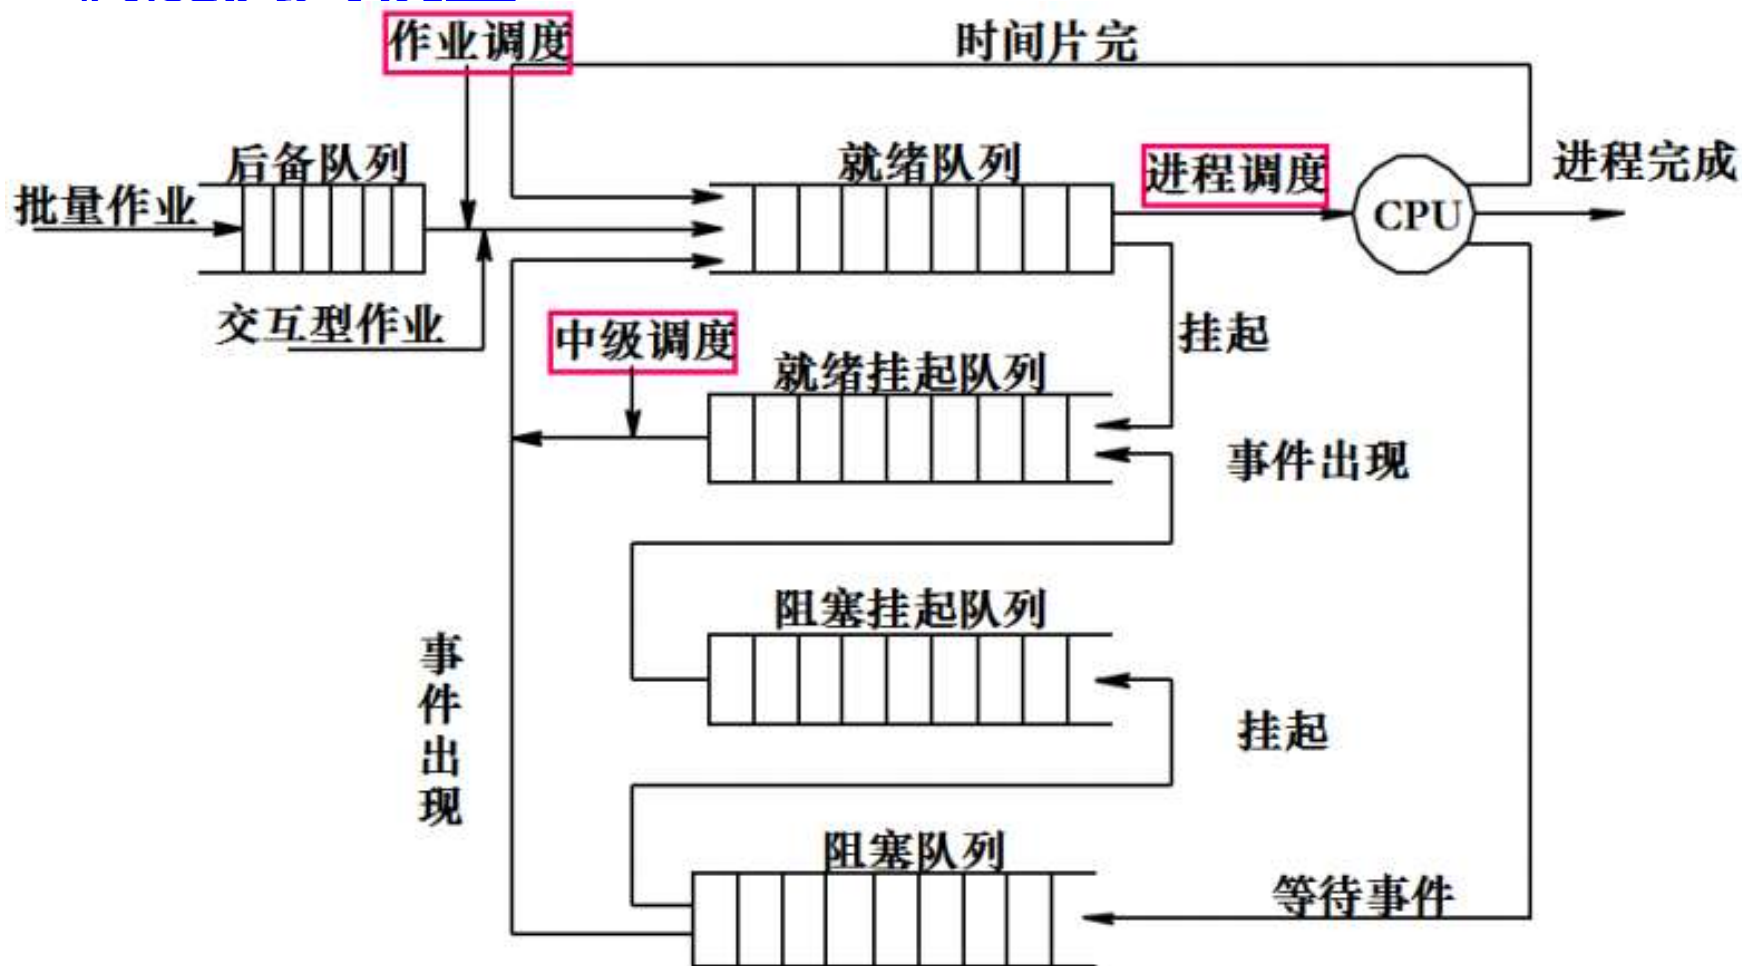 作业调度
时间片完
后备队列
就绪队列
进程调度
进程完成
批量作业
CPU
交互型作业
中级调度
挂起
就绪挂起队列
事件出现
阻塞挂起队列
事件出现
挂起
阻塞队列
等待事件